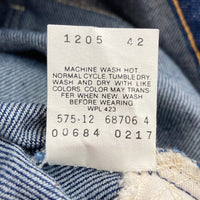 1205 42
MACHINE WASH HOT
NORMAL CYCLE. TUMBLE DRY.
WASH AND DRY WITH LIKE
COLORS. COLOR MAY TRANS-
FER WHEN NEW. WASH
BEFORE WEARING
WPL 423
575-12 68706 4
00684 0217